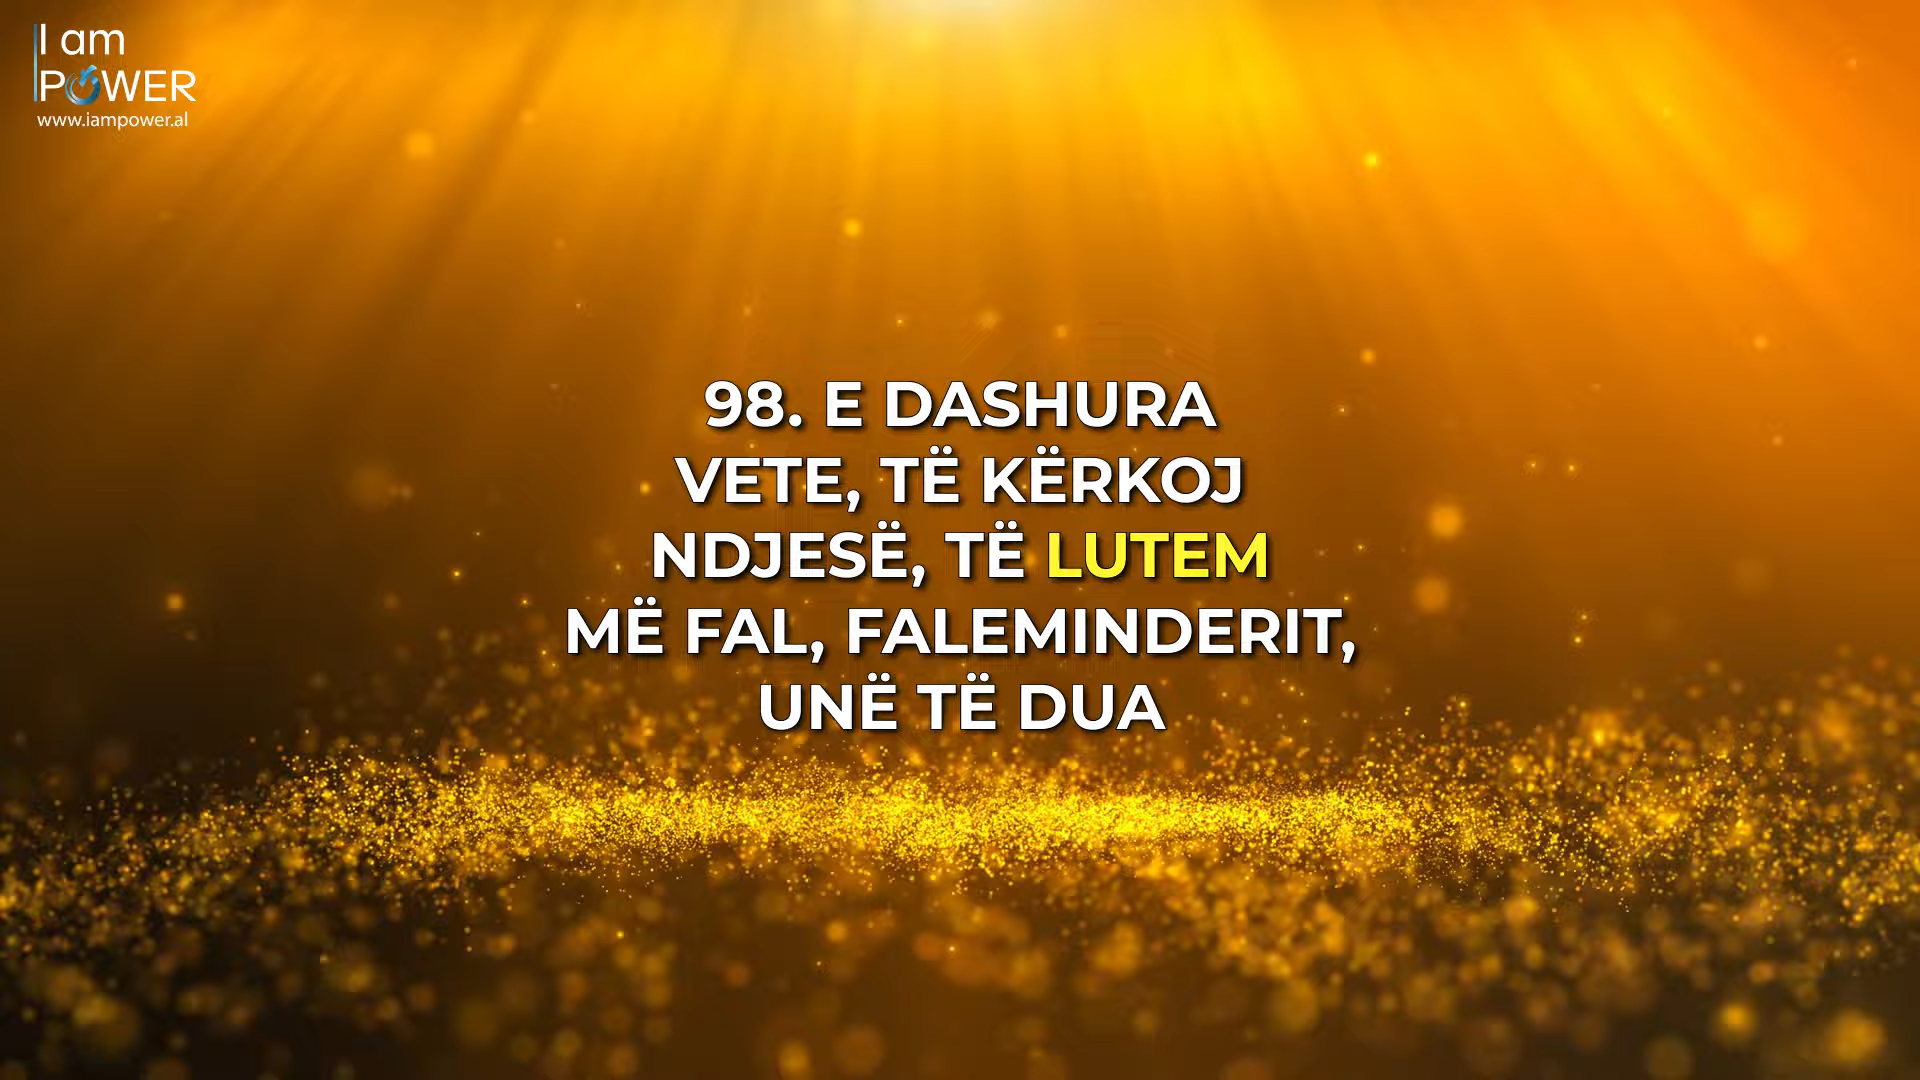 I am
POWER
www.iampower.al
98. E DASHURA
VETE, TË KËRKOJ
NDJESË, TË LUTEM
MË FAL, FALEMINDERIT,
UNË TË DUA